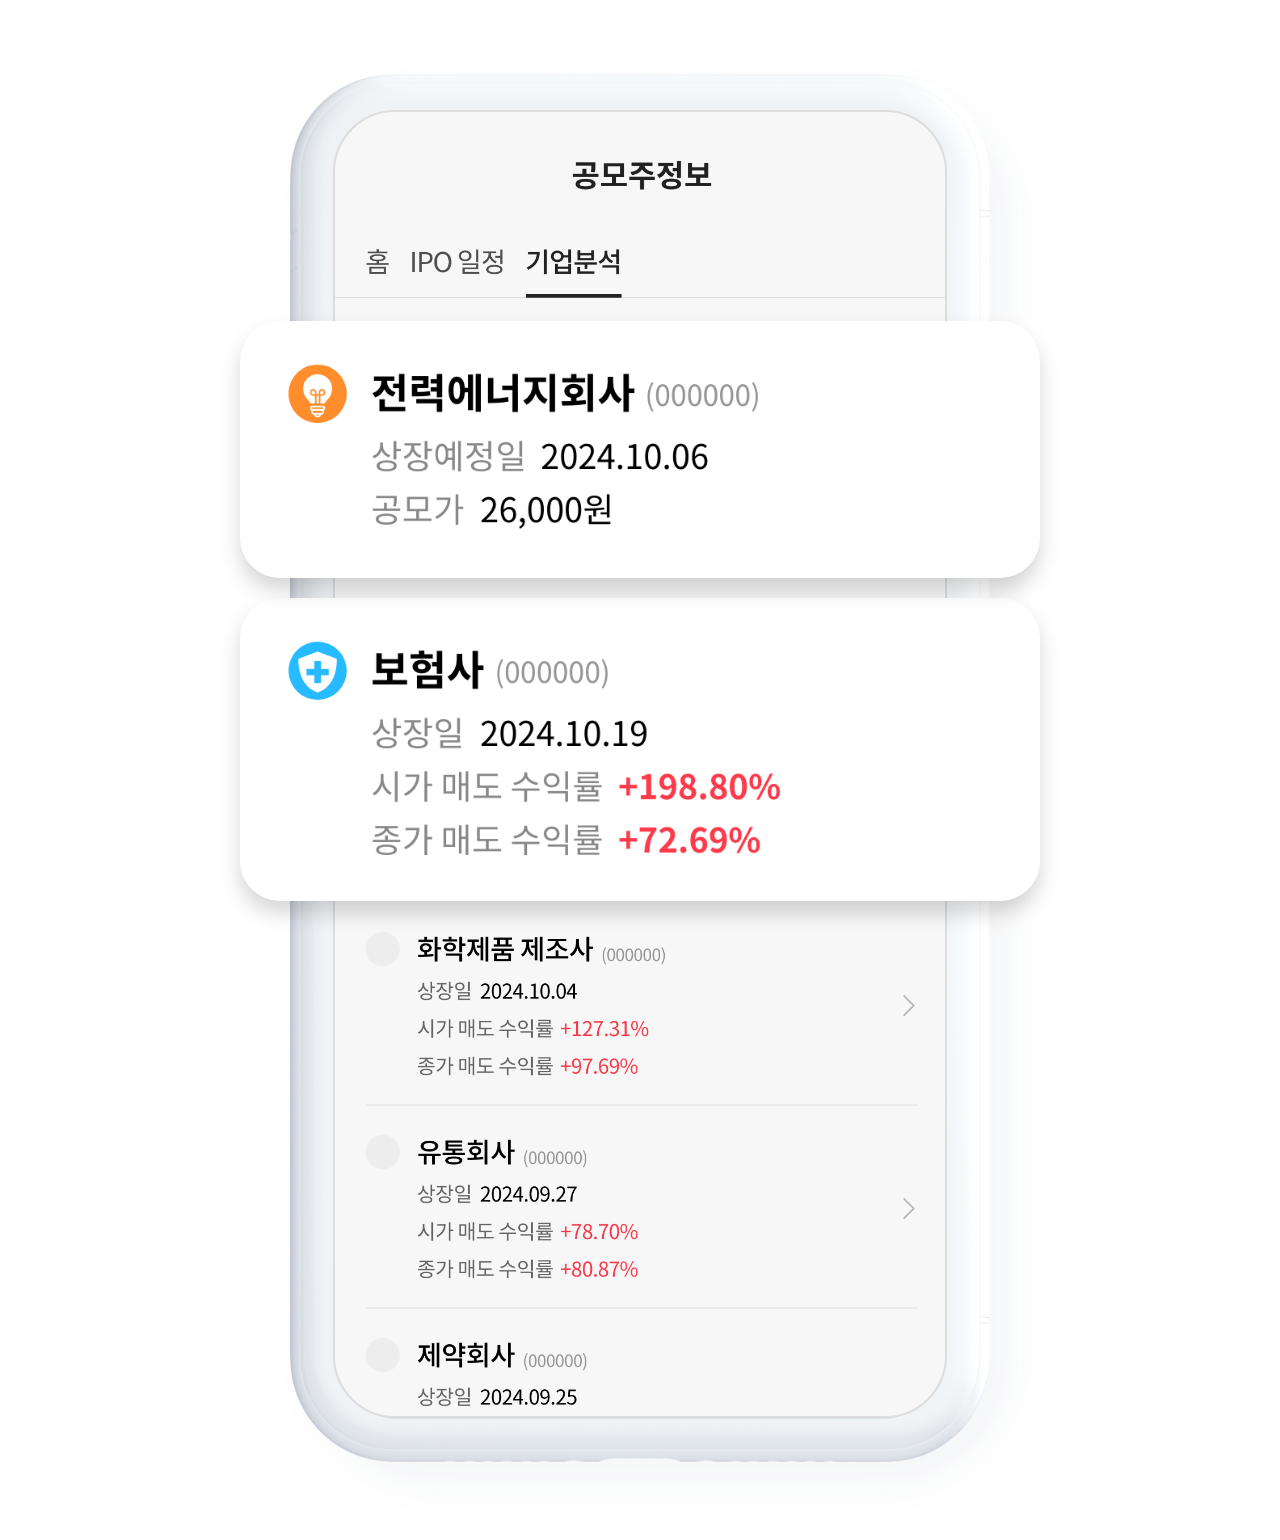 공모주정보
홈 IPO 일정 기업분석
전력에너지회사 (000000)
상장예정일 2024.10.06
공모가 26,000원
보험사 (000000)
상장일 2024.10.19
시가 매도 수익률 +198.80%
종가 매도 수익률 +72.69%
화학제품 제조사 (000000)
상장일 2024.10.04
시가 매도 수익률 +127.31%
종가 매도 수익률 +97.69%
유통회사 (000000)
상장일 2024.09.27
시가 매도 수익률 +78.70%
종가 매도 수익률 +80.87%
제약회사 (000000)
상장일 2024.09.25